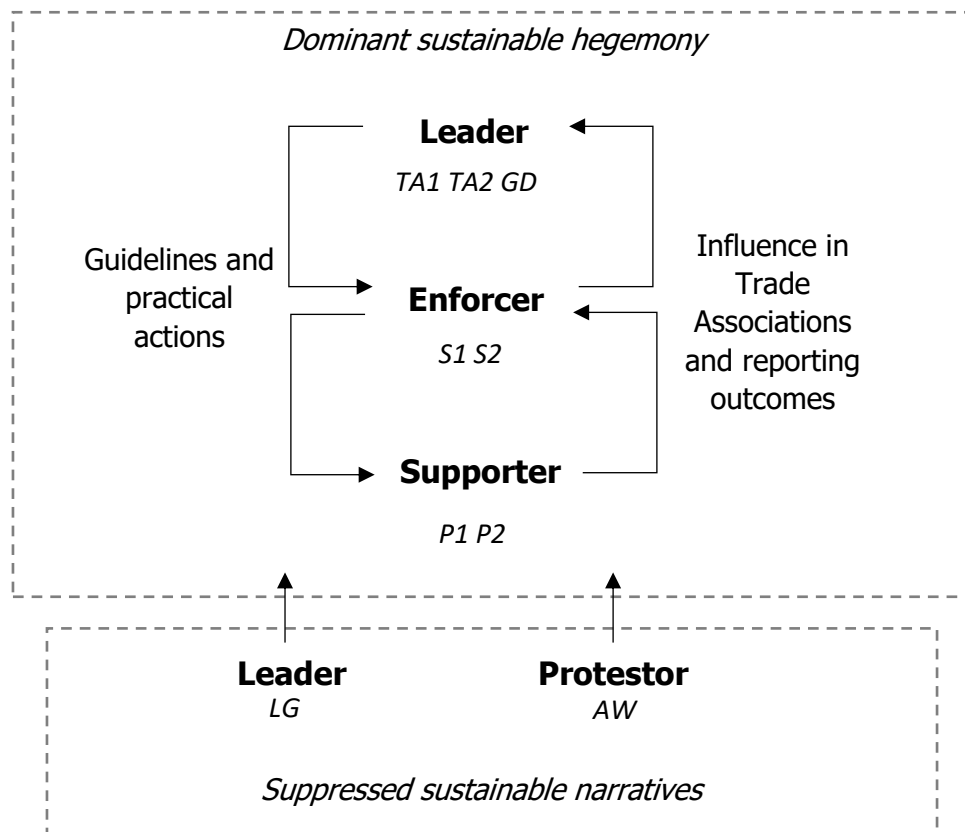 Dominant sustainable hegemony
Leader
TA1 TA2 GD
Guidelines and
practical
actions
Enforcer
S1 S2
Influence in
Trade
Associations
and reporting
outcomes
Supporter
P1 P2
Leader
LG
Protestor
AW
Suppressed sustainable narratives